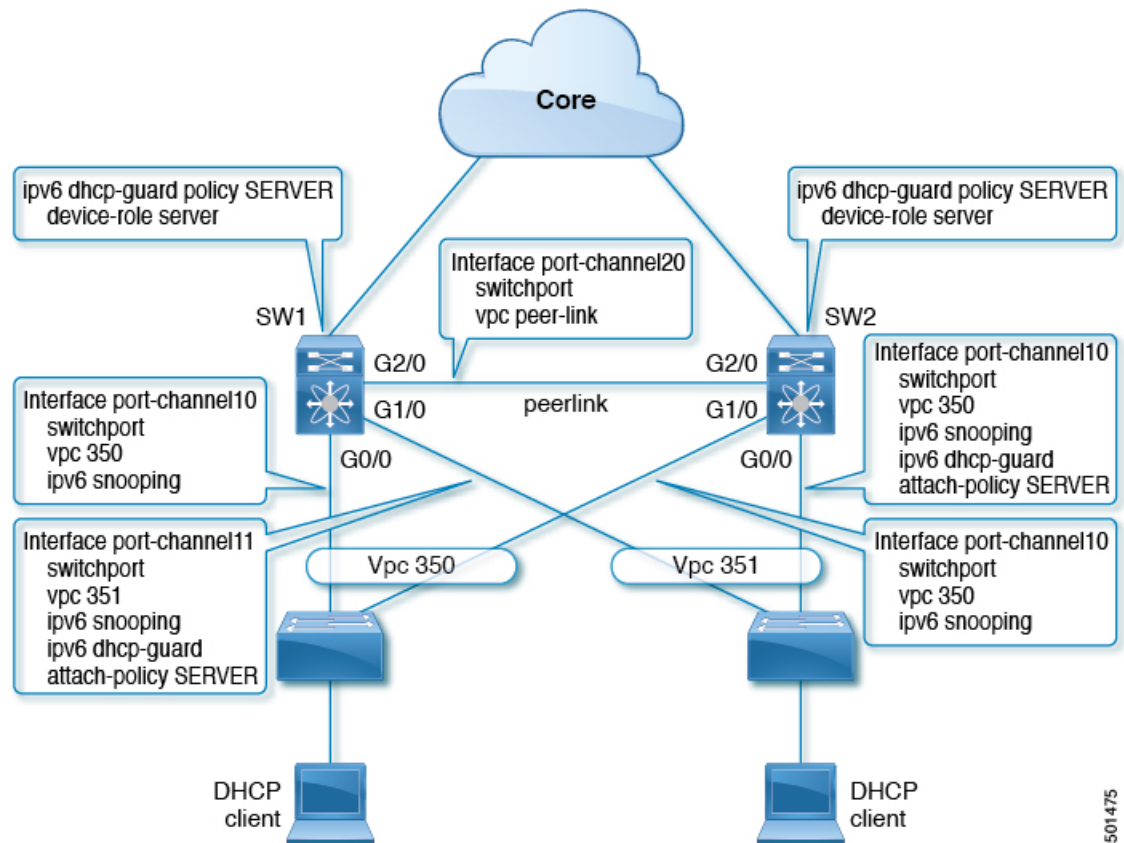 Core
ipv6 dhcp-guard policy SERVER
device-role server
ipv6 dhcp-guard policy SERVER
device-role server
Interface port-channel20
switchport
vpc peer-link
SW1
SW2
G2/0
G2/0
peerlink
G1/0
G1/0
G0/0
G0/0
Interface port-channel10
switchport
vpc 350
ipv6 snooping
Interface port-channel10
switchport
vpc 350
ipv6 snooping
ipv6 dhcp-guard
attach-policy SERVER
Interface port-channel11
switchport
vpc 351
ipv6 snooping
ipv6 dhcp-guard
attach-policy SERVER
Vpc 350
Vpc 351
Interface port-channel10
switchport
vpc 350
ipv6 snooping
DHCP
client
DHCP
client
501475